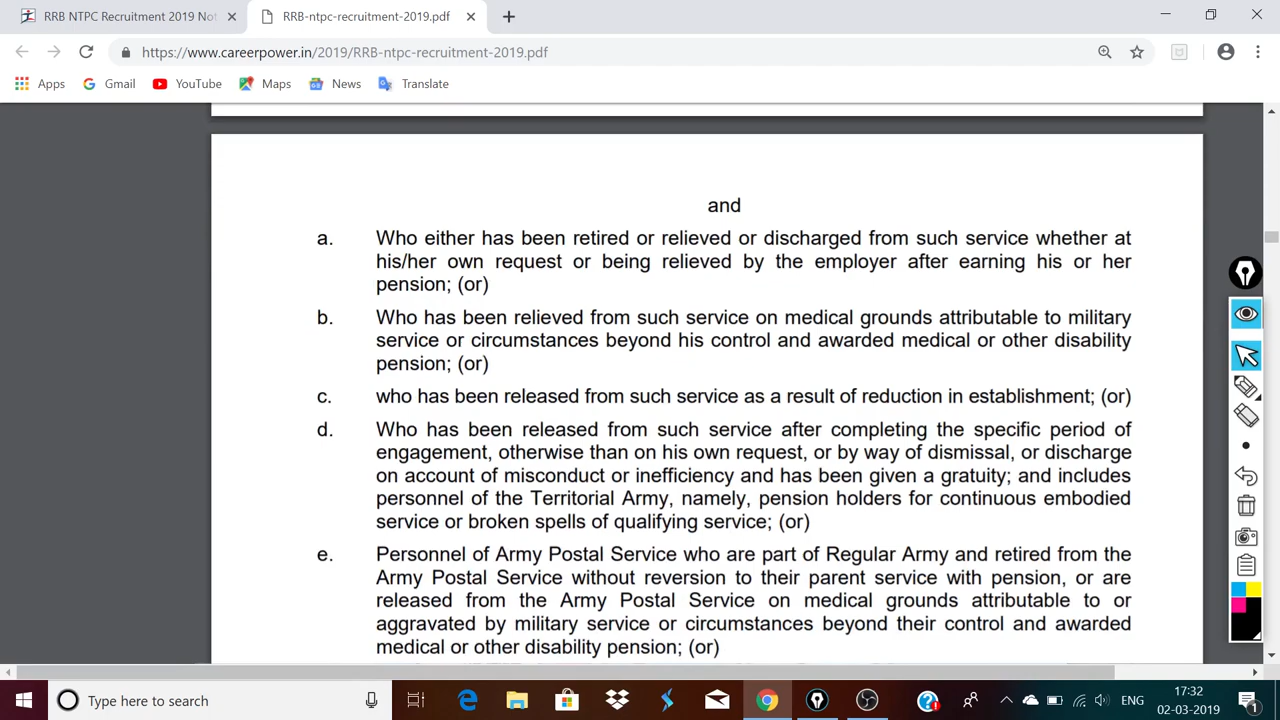 RRB NTPC Recruitment 2019 Not
RRB-ntpc-recruitment-2019.pdf
https://www.careerpower.in/2019/RRB-ntpc-recruitment-2019.pdf
Apps Gmail YouTube Maps News Translate
and
a. Who either has been retired or relieved or discharged from such service whether at
his/her own request or being relieved by the employer after earning his or her
pension; (or)
b. Who has been relieved from such service on medical grounds attributable to military
service or circumstances beyond his control and awarded medical or other disability
pension; (or)
c. who has been released from such service as a result of reduction in establishment; (or)
d. Who has been released from such service after completing the specific period of
engagement, otherwise than on his own request, or by way of dismissal, or discharge
on account of misconduct or inefficiency and has been given a gratuity; and includes
personnel of the Territorial Army, namely, pension holders for continuous embodied
service or broken spells of qualifying service; (or)
e. Personnel of Army Postal Service who are part of Regular Army and retired from the
Army Postal Service without reversion to their parent service with pension, or are
released from the Army Postal Service on medical grounds attributable to or
aggravated by military service or circumstances beyond their control and awarded
medical or other disability pension; (or)
Type here to search
ENG
17:32
02-03-2019
1